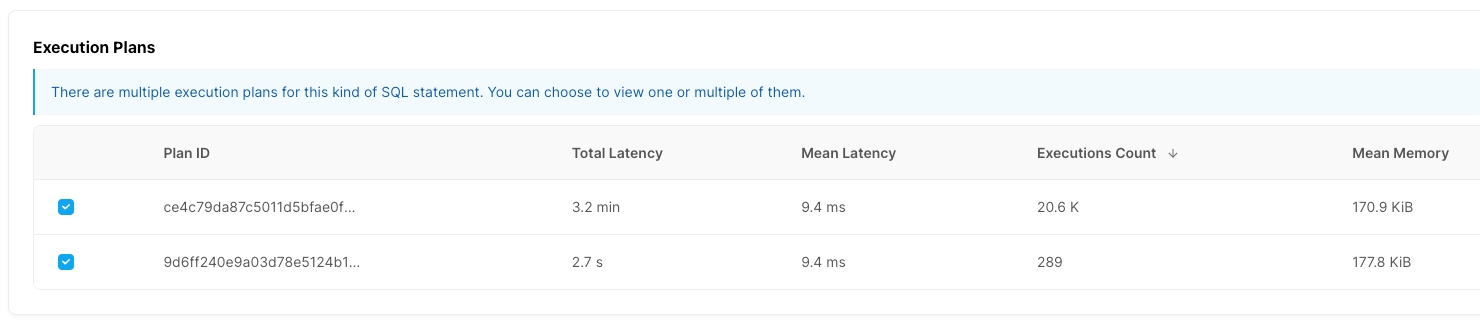 Execution Plans
There are multiple execution plans for this kind of SQL statement. You can choose to view one or multiple of them.
Plan ID Total Latency Mean Latency Executions Count ↓ Mean Memory
ce4c79da87c5011d5bfae0f... 3.2 min 9.4 ms 20.6 K 170.9 KiB
9d6ff240e9a03d78e5124b1... 2.7 s 9.4 ms 289 177.8 KiB